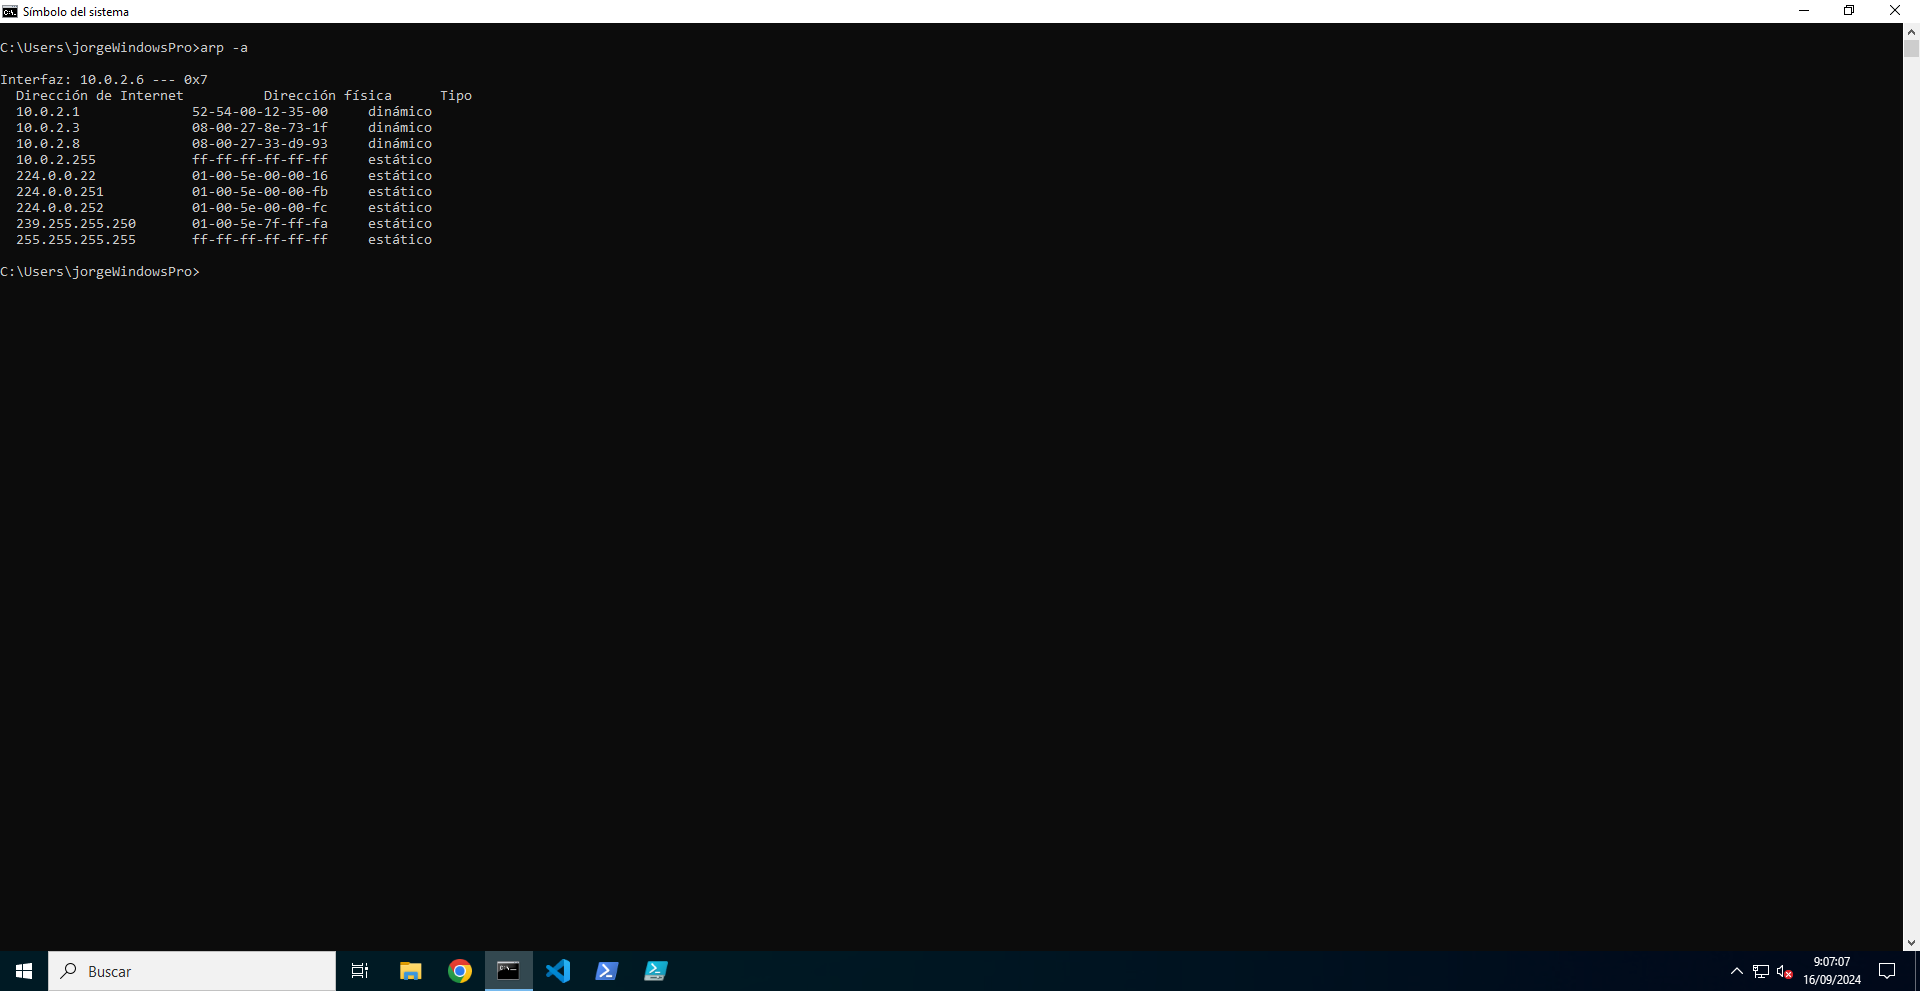 Símbolo del sistema
C:\Users\jorgeWindowsPro>arp -a
Interfaz: 10.0.2.6 --- 0x7
Dirección de Internet          Dirección física      Tipo
10.0.2.1              52-54-00-12-35-00     dinámico
10.0.2.3              08-00-27-8e-73-1f     dinámico
10.0.2.8              08-00-27-33-d9-93     dinámico
10.0.2.255            ff-ff-ff-ff-ff-ff     estático
224.0.0.22            01-00-5e-00-00-16     estático
224.0.0.251           01-00-5e-00-00-fb     estático
224.0.0.252           01-00-5e-00-00-fc     estático
239.255.255.250       01-00-5e-7f-ff-fa     estático
255.255.255.255       ff-ff-ff-ff-ff-ff     estático
C:\Users\jorgeWindowsPro>
Buscar
9:07:07
16/09/2024